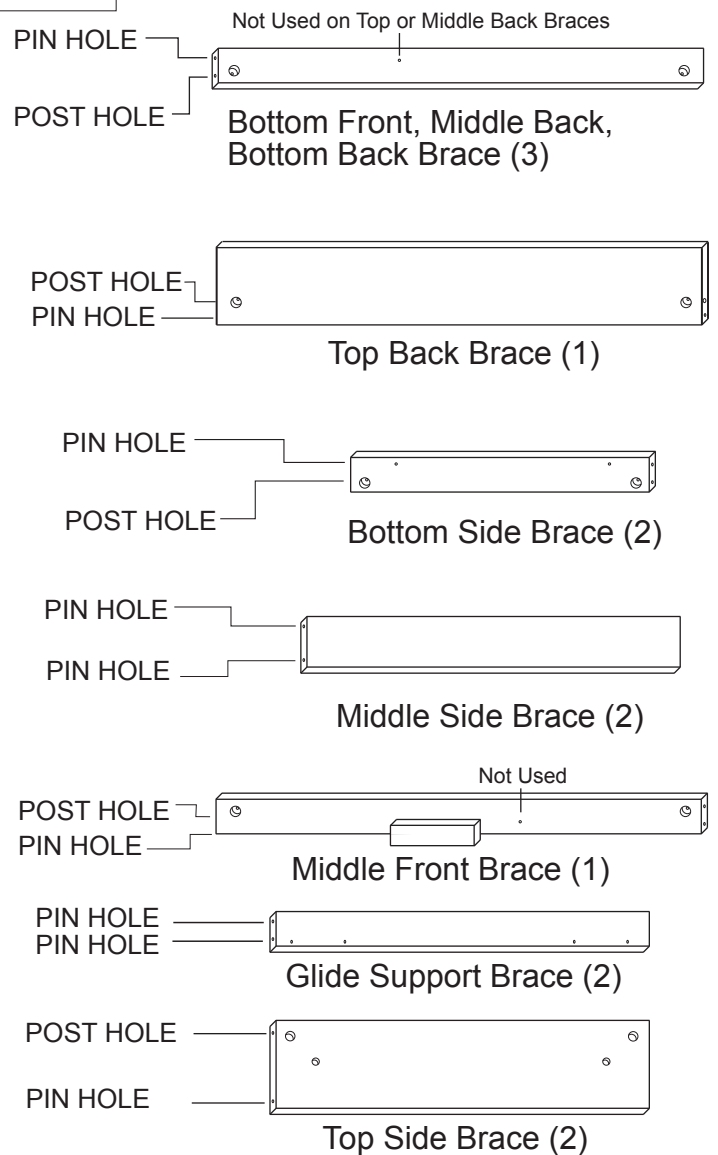 Not Used on Top or Middle Back Braces
PIN HOLE
POST HOLE
Bottom Front, Middle Back,
Bottom Back Brace (3)
POST HOLE
PIN HOLE
Top Back Brace (1)
PIN HOLE
POST HOLE
Bottom Side Brace (2)
PIN HOLE
PIN HOLE
Middle Side Brace (2)
Not Used
POST HOLE
PIN HOLE
Middle Front Brace (1)
PIN HOLE
PIN HOLE
Glide Support Brace (2)
POST HOLE
PIN HOLE
Top Side Brace (2)